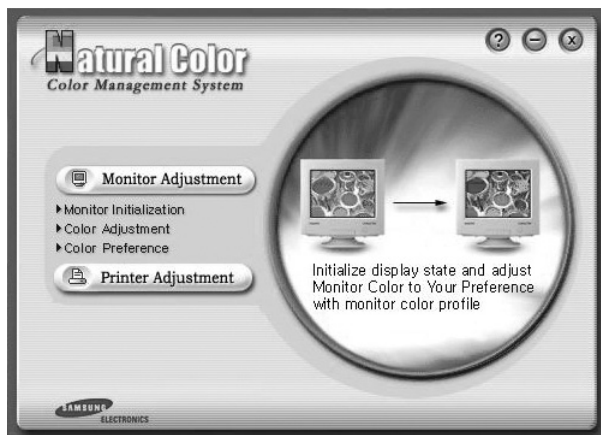 Natural Color
Color Management System
? – x
Monitor Adjustment
Monitor Initialization
Color Adjustment
Color Preference
Printer Adjustment
Initialize display state and adjust
Monitor Color to Your Preference
with monitor color profile
SAMSUNG
ELECTRONICS